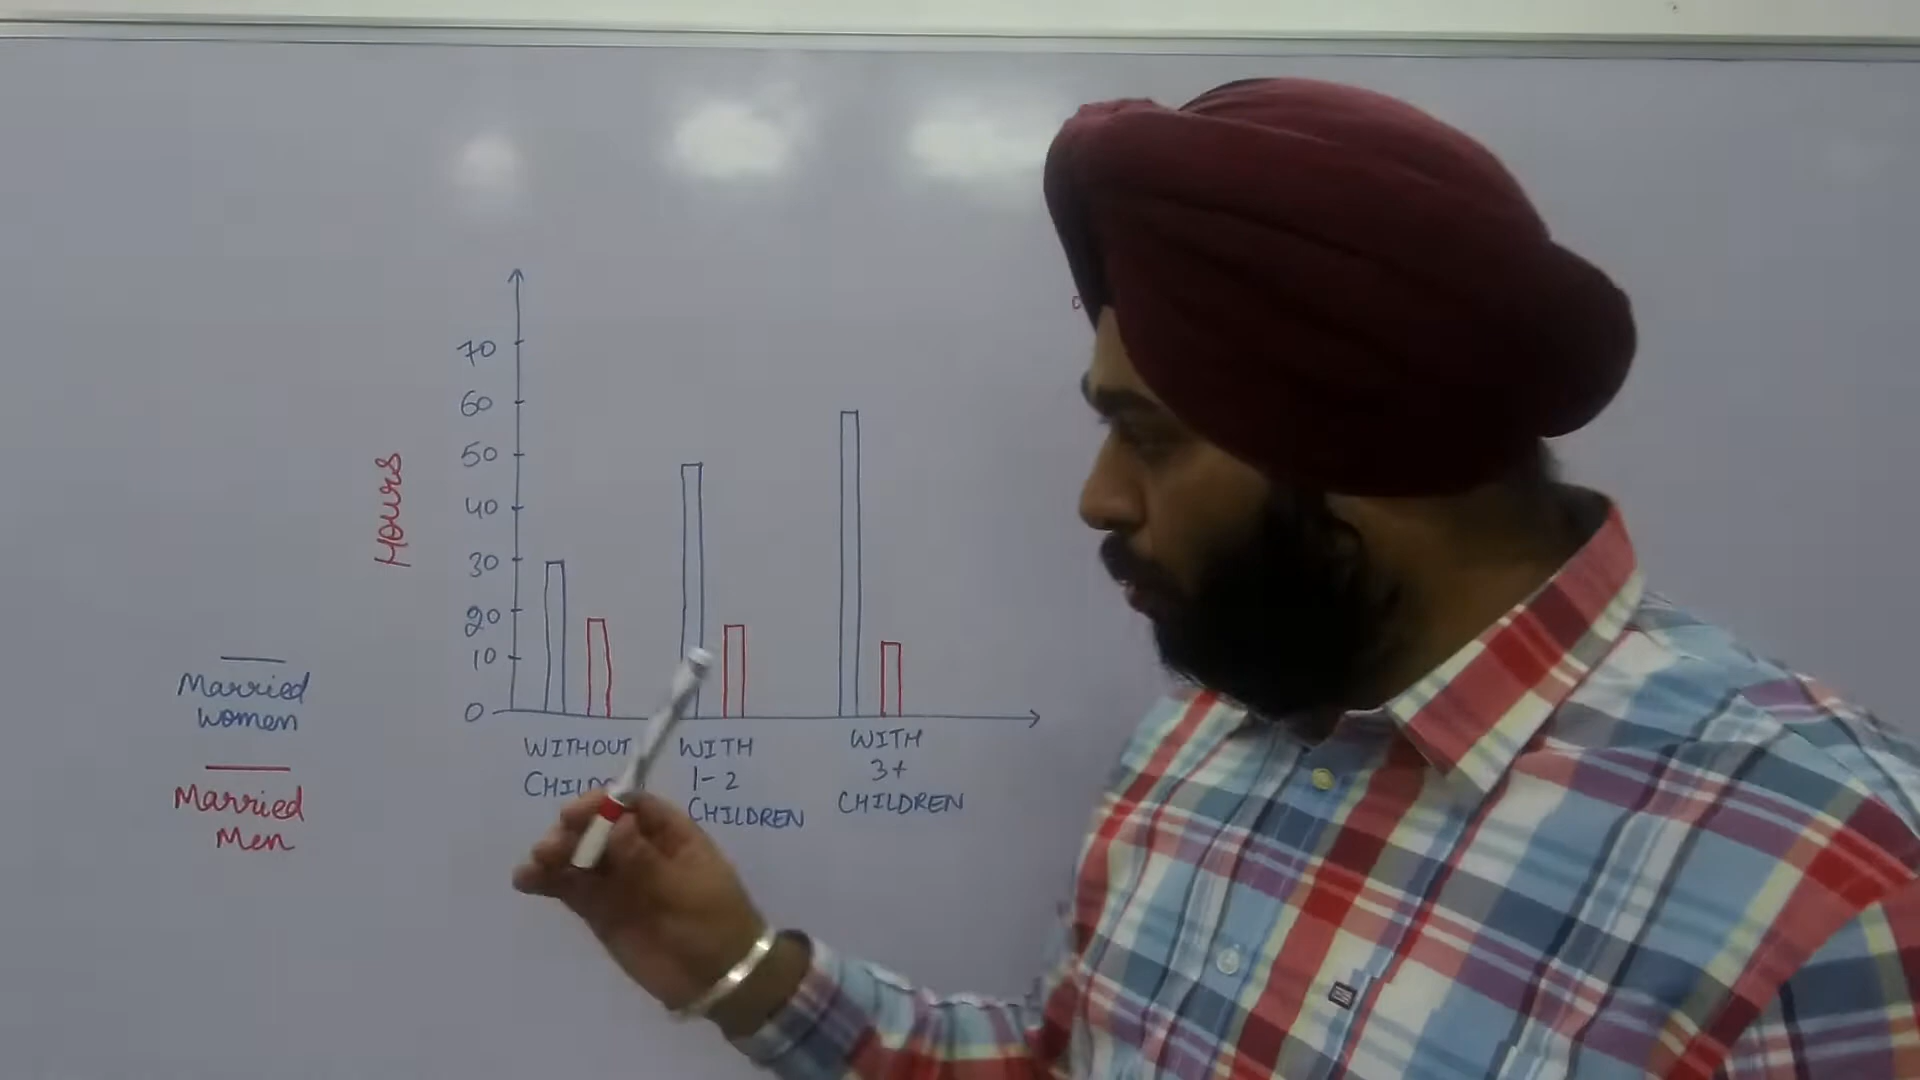 70
60
50
40
30
20
10
0
Hours
Married
women
Married
Men
WITHOUT
WITH
1-2
CHILDREN
WITH
3+
CHILDREN